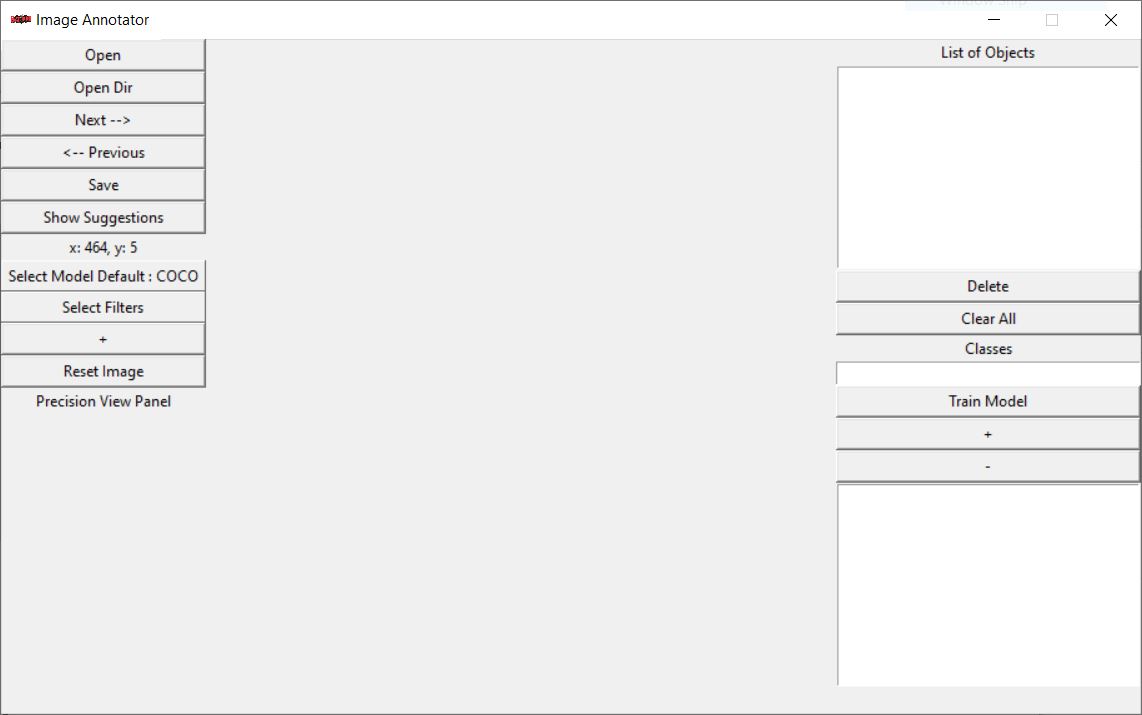 Image Annotator
Open
Open Dir
Next -->
<-- Previous
Save
Show Suggestions
x: 464, y: 5
Select Model Default : COCO
Select Filters
+
Reset Image
Precision View Panel
List of Objects
Delete
Clear All
Classes
Train Model
+
-